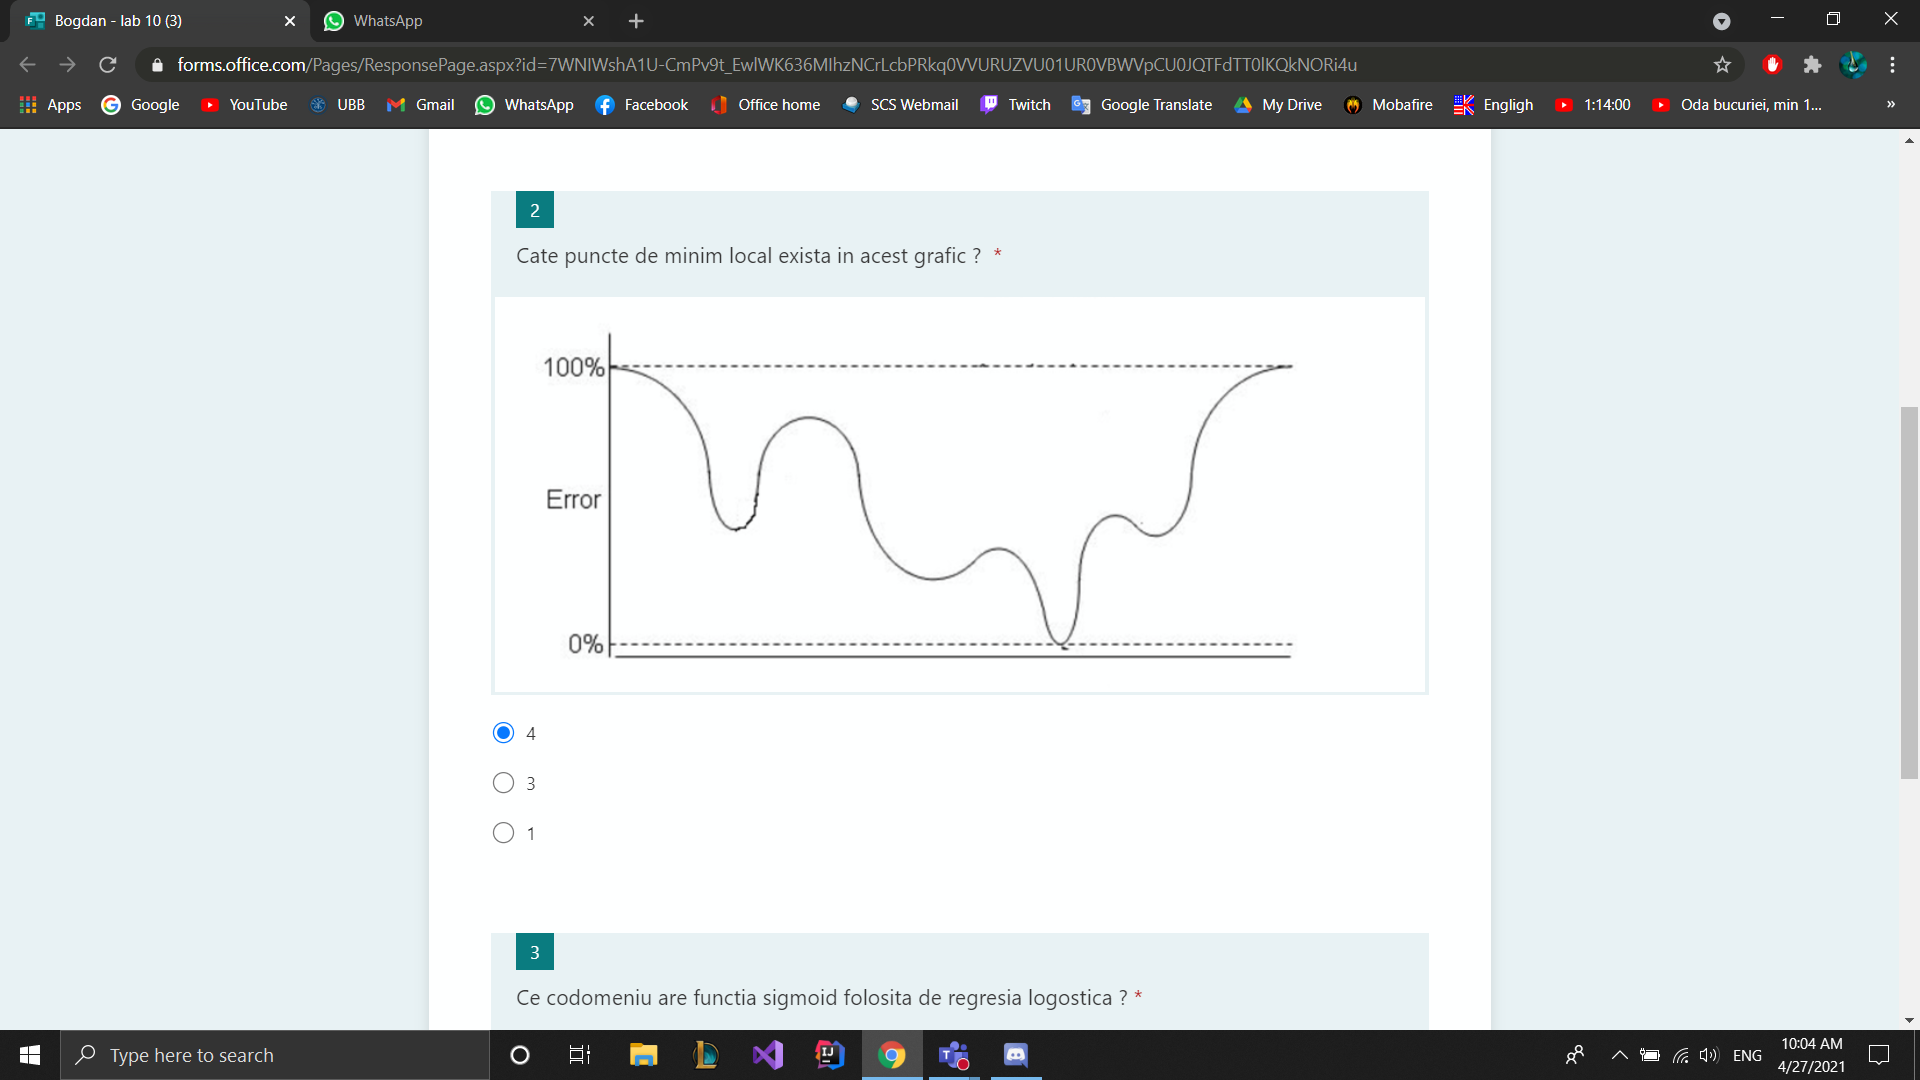 Bogdan - lab 10 (3)
WhatsApp
forms.office.com/Pages/ResponsePage.aspx?id=7WNIWshA1U-CmPv9t_EwlWK636MIhzNCrLcbPRkq0VVURUZVU01UR0VBWVpCU0JQTFdTT0lKQkNORi4u
Apps
Google
YouTube
UBB
Gmail
WhatsApp
Facebook
Office home
SCS Webmail
Twitch
Google Translate
My Drive
Mobafire
Engligh
1:14:00
Oda bucuriei, min 1...
»
2
Cate puncte de minim local exista in acest grafic ? *
100%
Error
0%
4
3
1
3
Ce codomeniu are functia sigmoid folosita de regresia logostica ? *
Type here to search
ENG
10:04 AM
4/27/2021